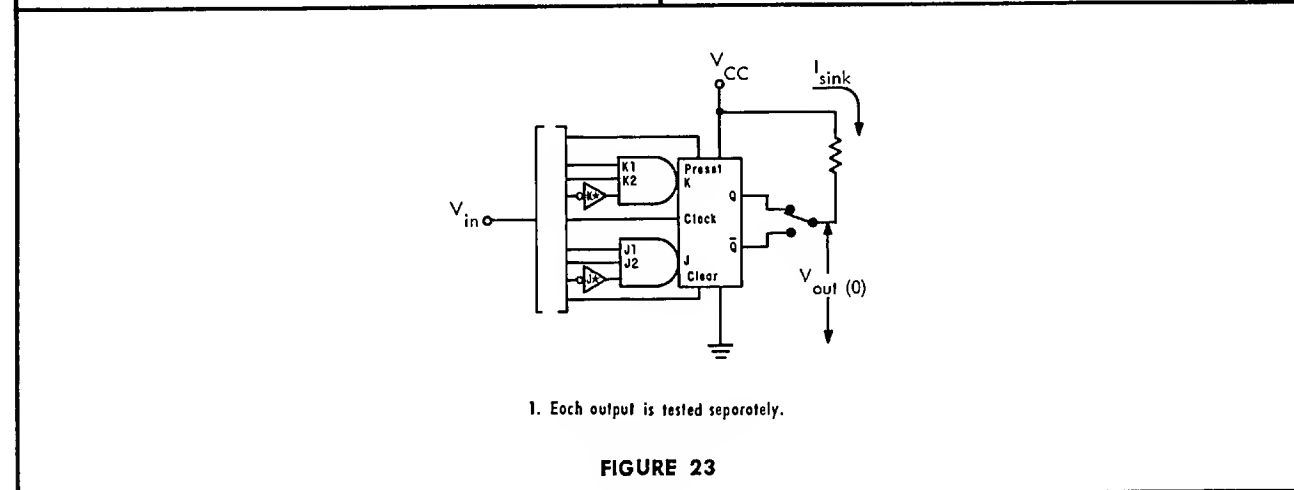 V CC
I sink
Preset
K1
K
K2
K*
Q
V in
Clock
J1
Q̅
J2
J
J*
Clear
V out (0)
1. Each output is tested separately.
FIGURE 23